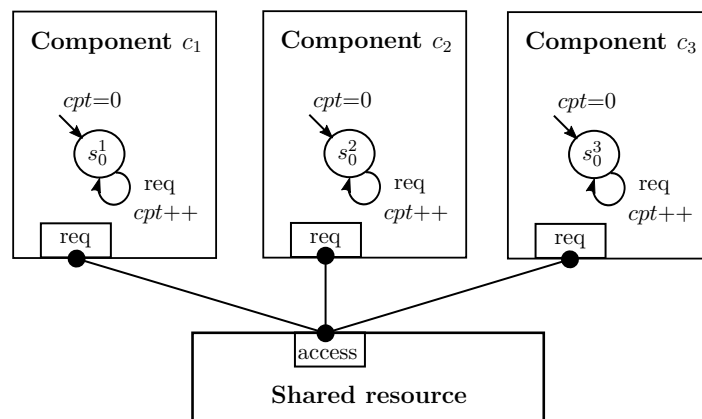 Component c₁
cpt=0
s₀¹
req
cpt++
req
Component c₂
cpt=0
s₀²
req
cpt++
req
Component c₃
cpt=0
s₀³
req
cpt++
req
access
Shared resource